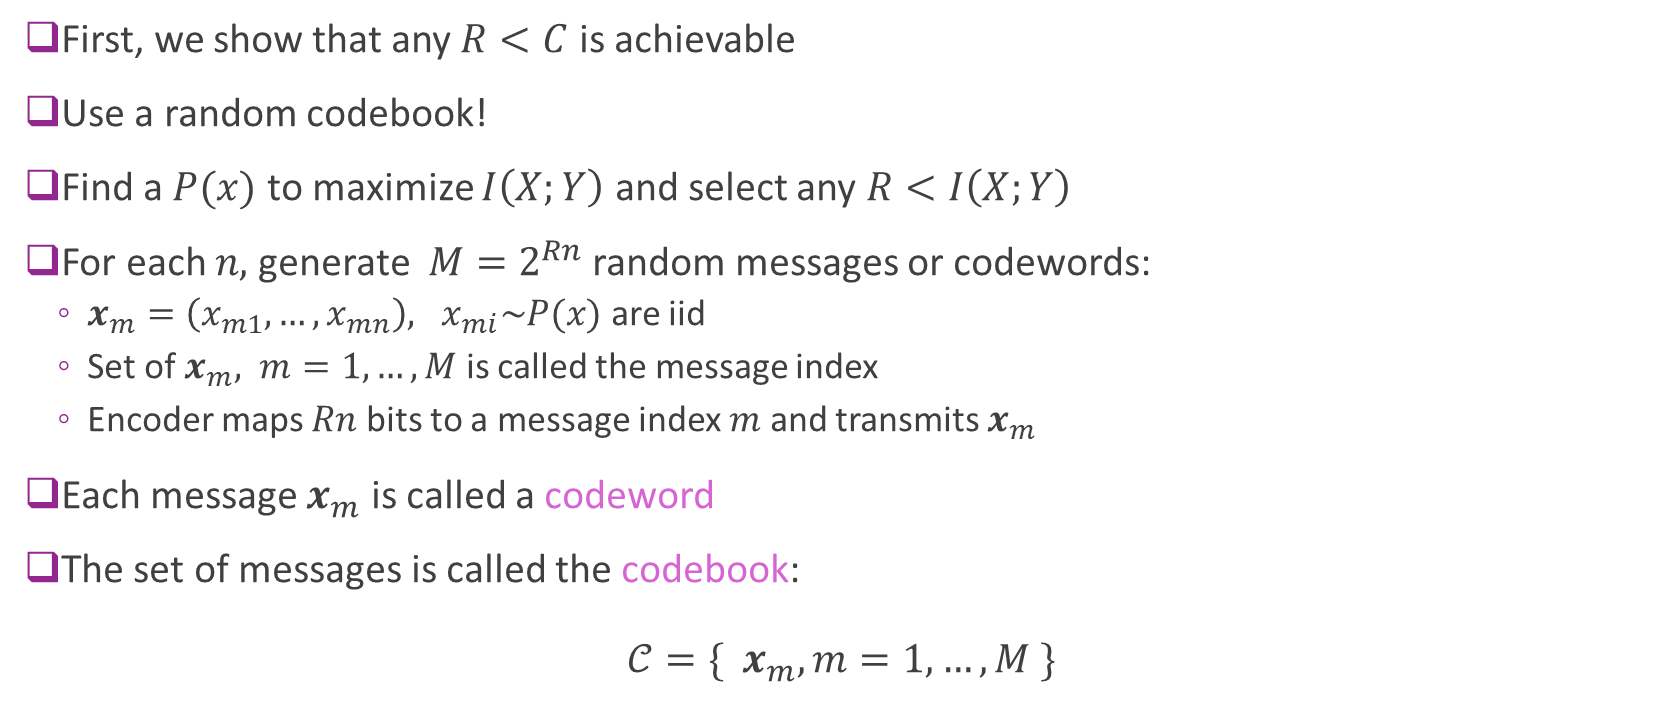 ❑First, we show that any 𝑅 < 𝐶 is achievable
❑Use a random codebook!
❑Find a 𝑃(𝑥) to maximize 𝐼(𝑋; 𝑌) and select any 𝑅 < 𝐼(𝑋; 𝑌)
❑For each 𝑛, generate 𝑀 = 2^{𝑅𝑛} random messages or codewords:
◦ 𝒙_𝑚 = (𝑥_{𝑚1}, … , 𝑥_{𝑚𝑛}), 𝑥_{𝑚𝑖}~𝑃(𝑥) are iid
◦ Set of 𝒙_𝑚, 𝑚 = 1, … , 𝑀 is called the message index
◦ Encoder maps 𝑅𝑛 bits to a message index 𝑚 and transmits 𝒙_𝑚
❑Each message 𝒙_𝑚 is called a codeword
❑The set of messages is called the codebook:
𝒞 = { 𝒙_𝑚, 𝑚 = 1, … , 𝑀 }